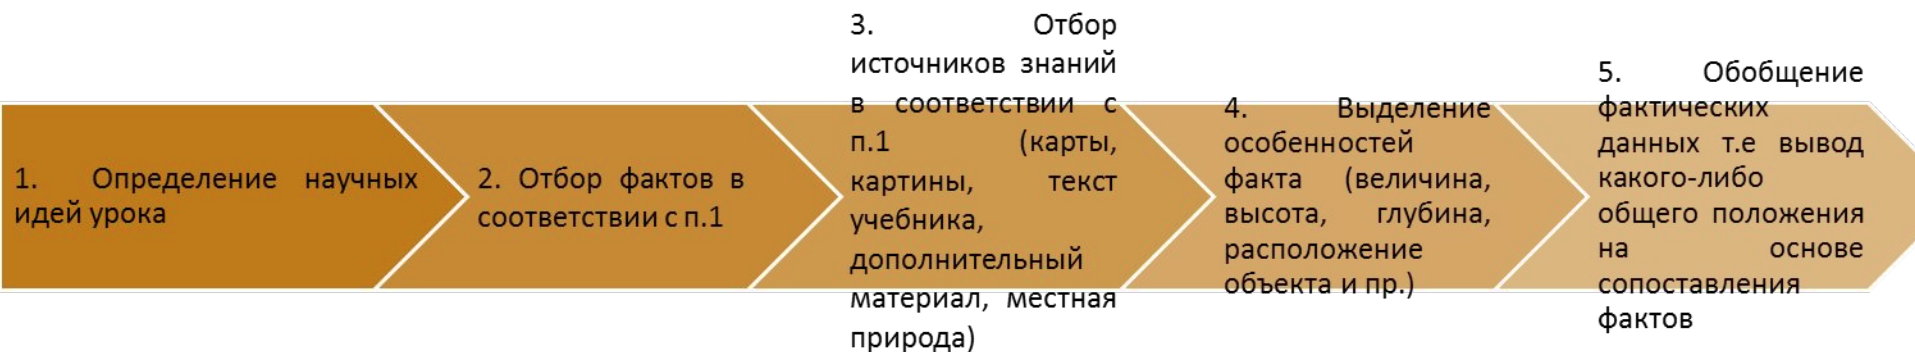 1. Определение научных
идей урока
2. Отбор фактов в
соответствии с п.1
3. Отбор
источников знаний
в соответствии с
п.1 (карты,
картины, текст
учебника,
дополнительный
материал, местная
природа)
4. Выделение
особенностей
факта (величина,
высота, глубина,
расположение
объекта и пр.)
5. Обобщение
фактических
данных т.е вывод
какого-либо
общего положения
на основе
сопоставления
фактов